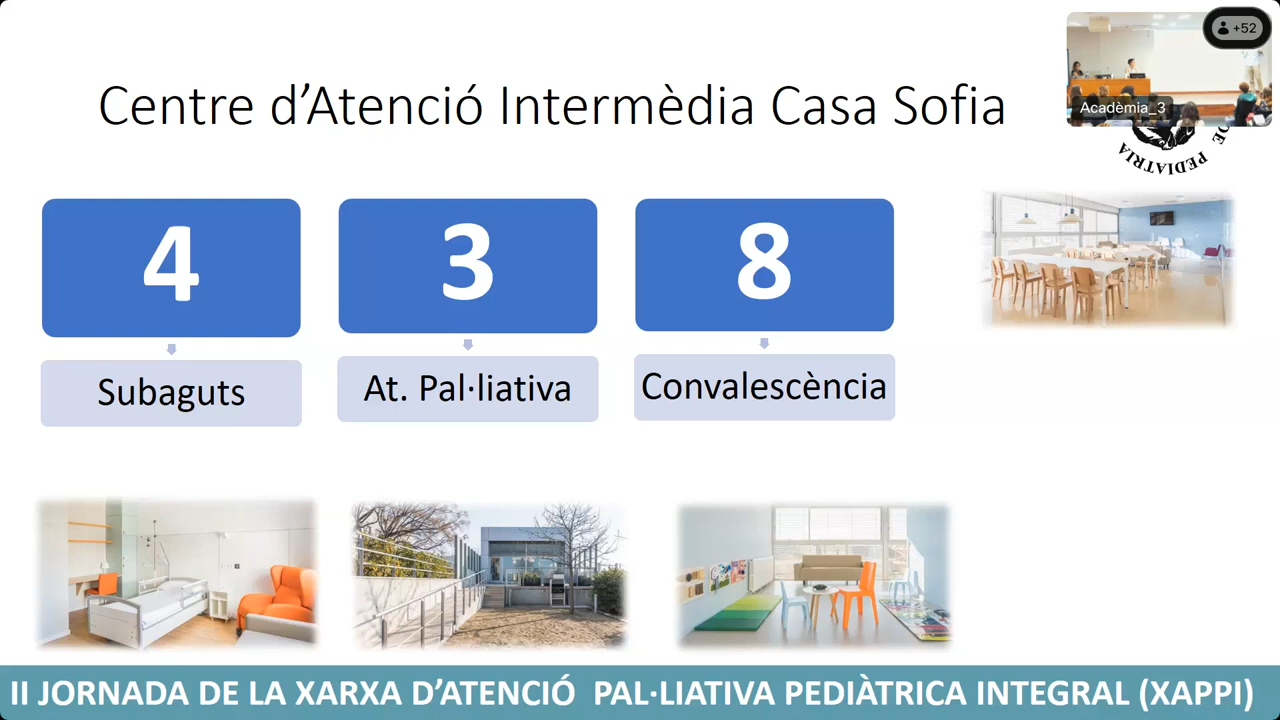 +52
Centre d’Atenció Intermèdia Casa Sofia
Acadèmia_3
DE PEDIATRIA
4
3
8
Subaguts
At. Pal·liativa
Convalescència
II JORNADA DE LA XARXA D’ATENCIÓ PAL·LIATIVA PEDIÀTRICA INTEGRAL (XAPPI)